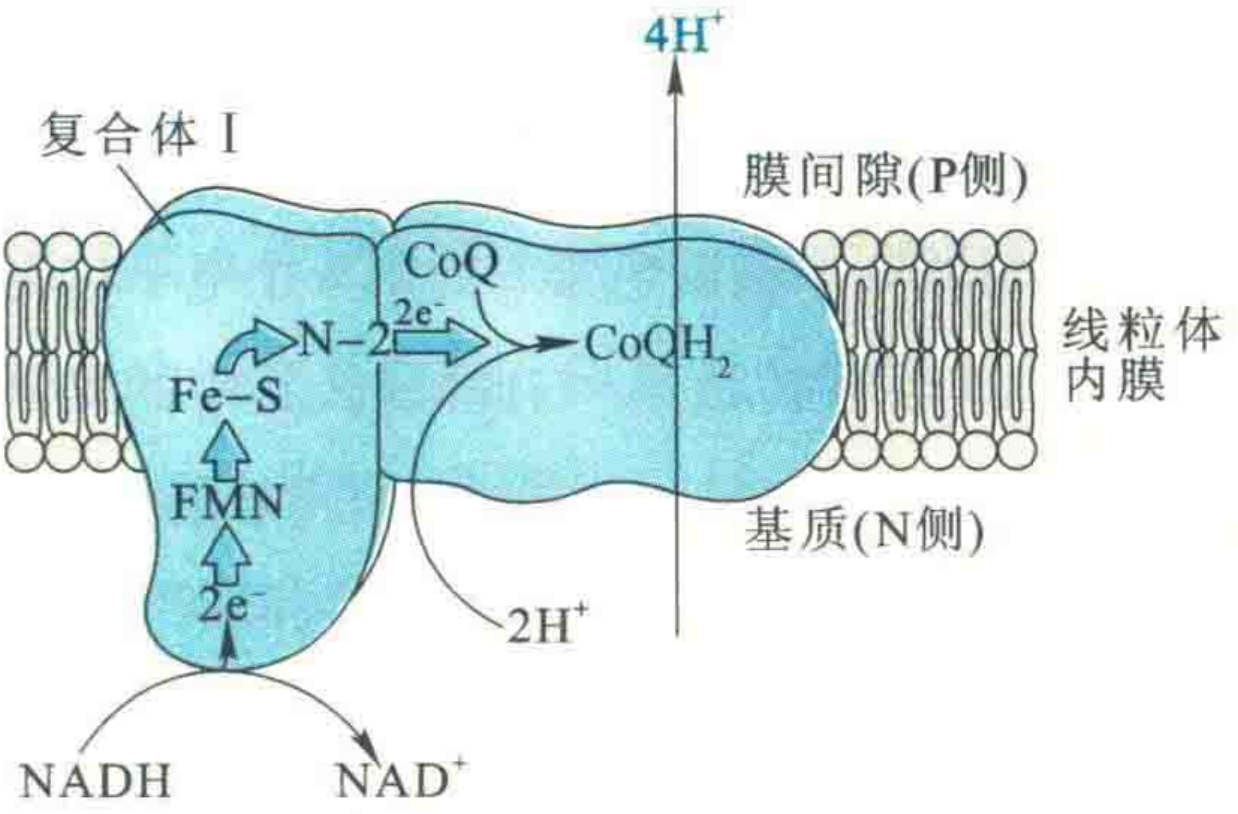 4H⁺
复合体 Ⅰ
膜间隙(P侧)
CoQ
2e⁻
N-2
CoQH₂
线粒体
内膜
Fe-S
FMN
基质(N侧)
2e⁻
2H⁺
NADH
NAD⁺